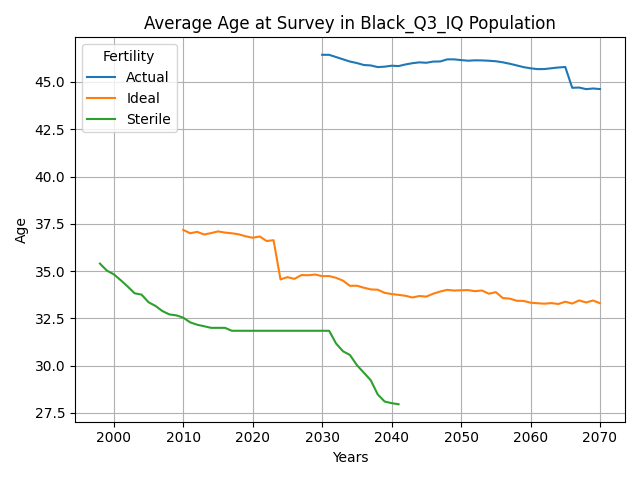 Average Age at Survey in Black_Q3_IQ Population
Fertility
Actual
Ideal
Sterile
Age
45.0
42.5
40.0
37.5
35.0
32.5
30.0
27.5
2000 2010 2020 2030 2040 2050 2060 2070
Years